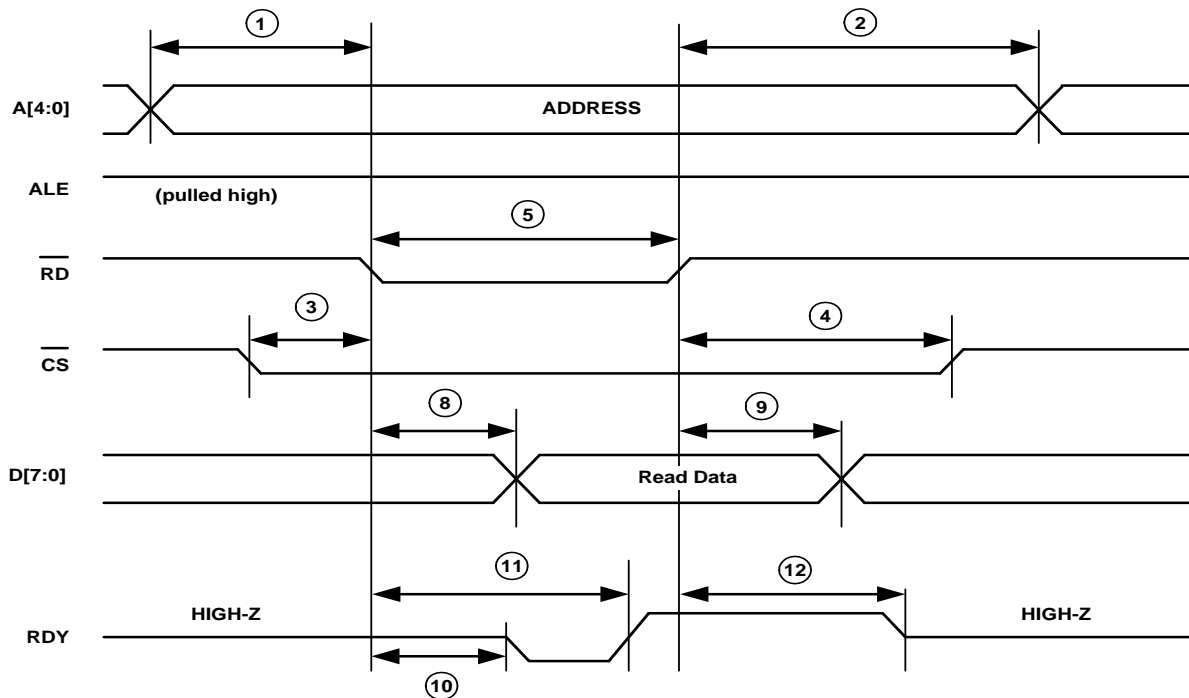 1
2
A[4:0]
ADDRESS
ALE
(pulled high)
5
RD
3
4
CS
8
9
D[7:0]
Read Data
11
12
HIGH-Z
HIGH-Z
RDY
10